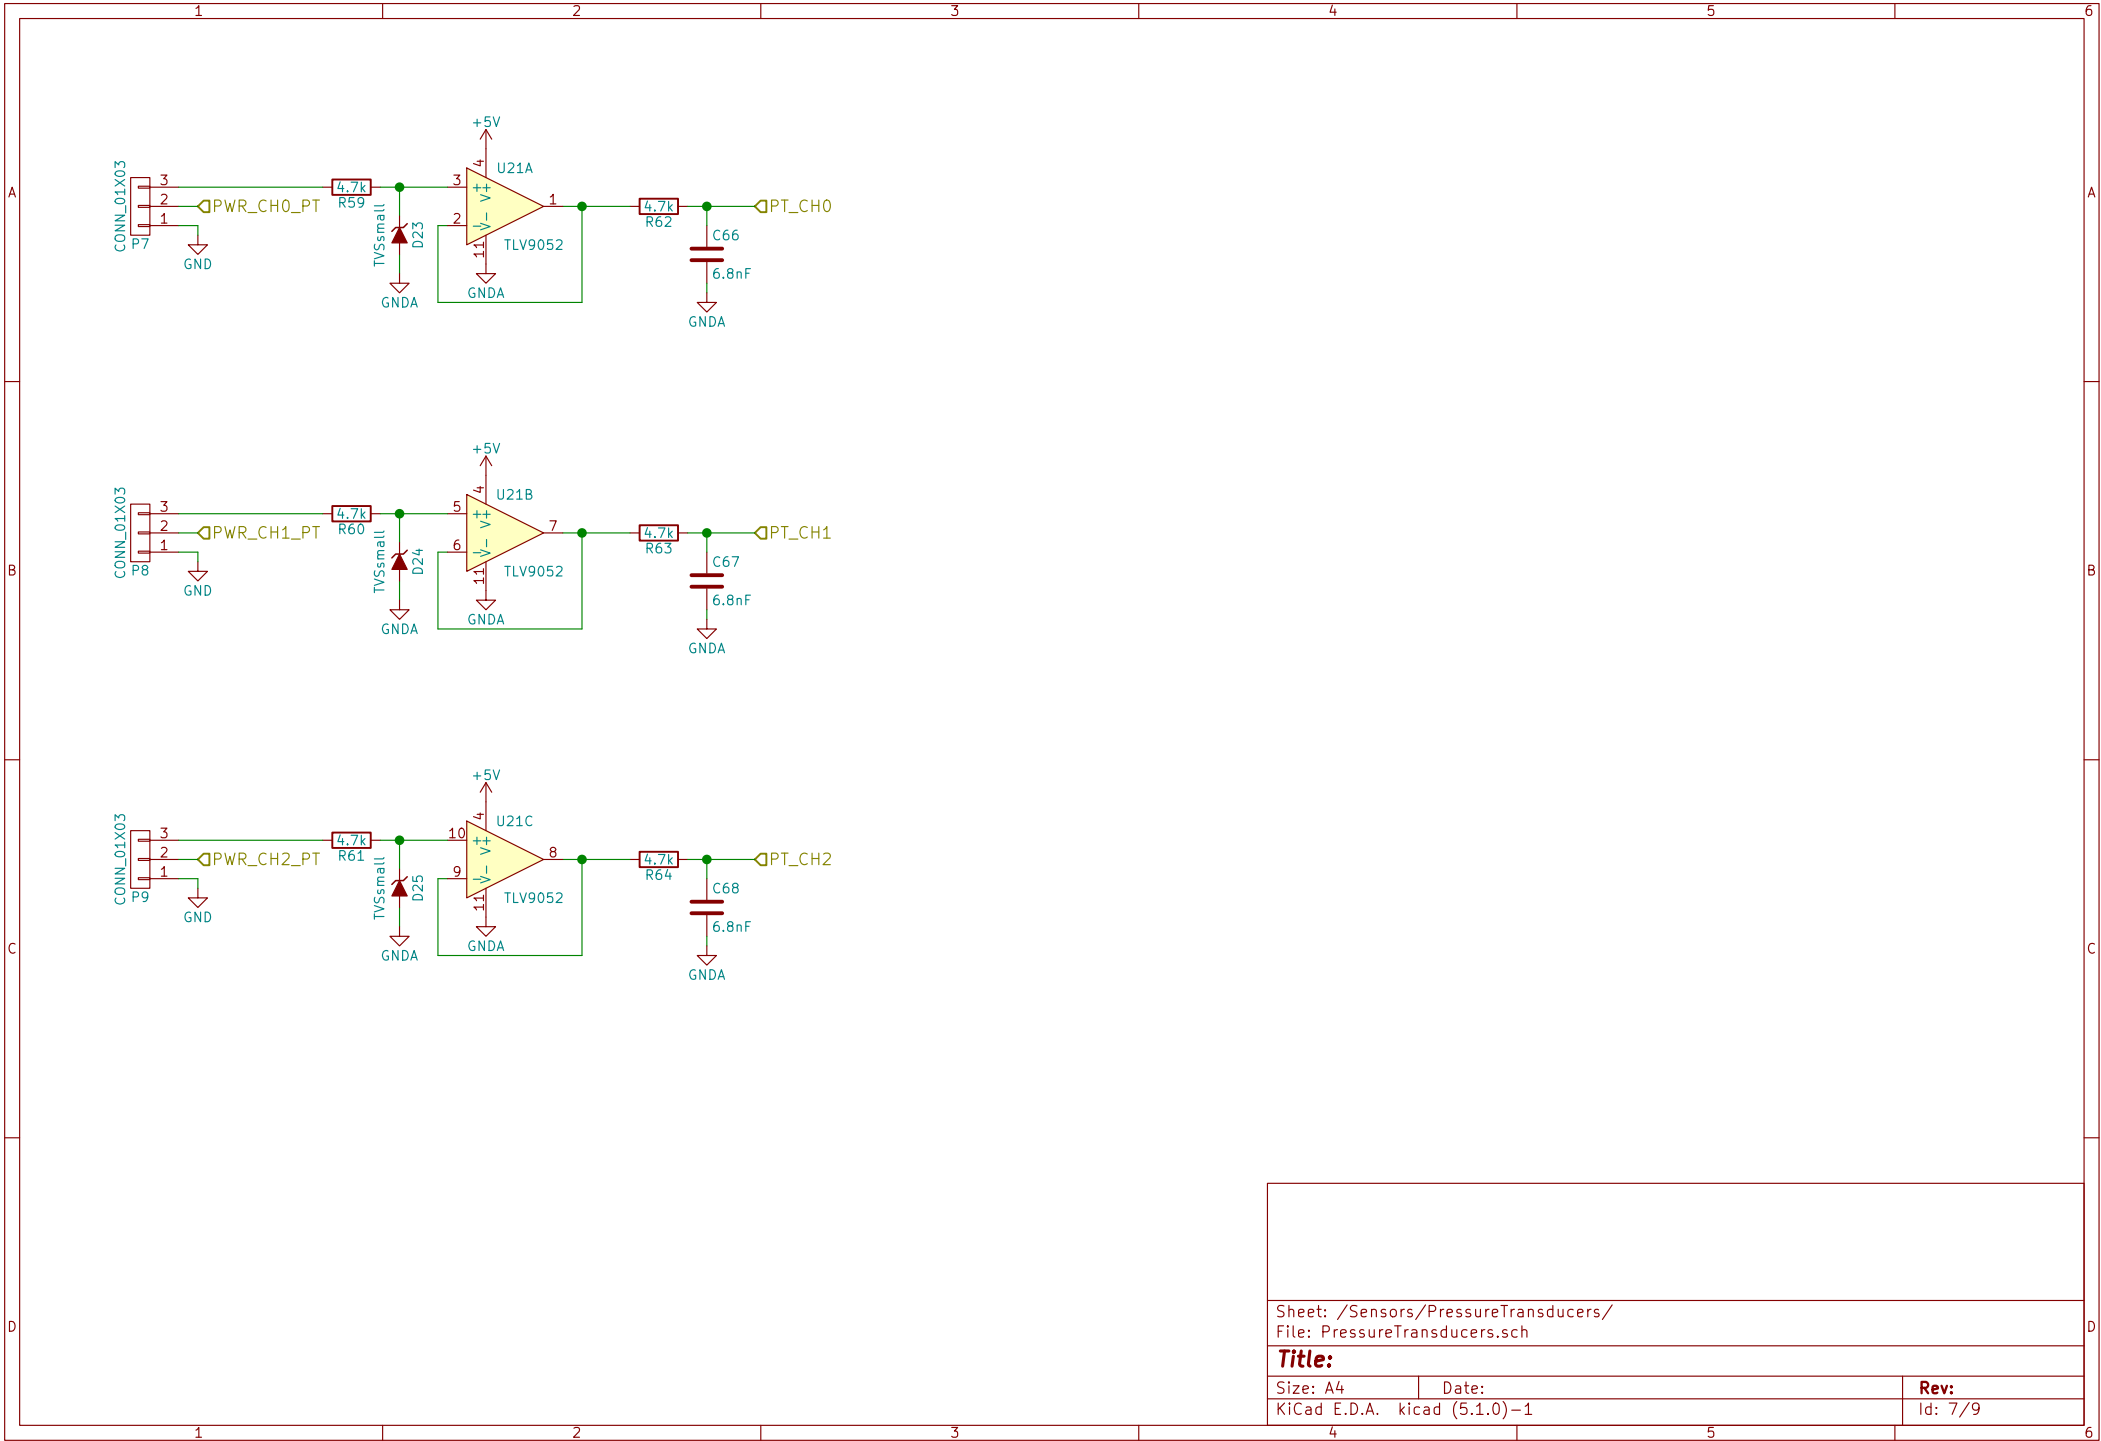 1 2 3 4 5 6
A A
+5V
CONN_01X03
P7
3
2
1
PWR_CH0_PT
GND
4.7k
R59
TVSsmall
D23
GNDA
3
2
4
11
++
V+
-
V-
U21A
TLV9052
GNDA
1
4.7k
R62
C66
6.8nF
GNDA
PT_CH0
B B
+5V
CONN_01X03
P8
3
2
1
PWR_CH1_PT
GND
4.7k
R60
TVSsmall
D24
GNDA
5
6
4
11
++
V+
-
V-
U21B
TLV9052
GNDA
7
4.7k
R63
C67
6.8nF
GNDA
PT_CH1
C C
+5V
CONN_01X03
P9
3
2
1
PWR_CH2_PT
GND
4.7k
R61
TVSsmall
D25
GNDA
10
9
4
11
++
V+
-
V-
U21C
TLV9052
GNDA
8
4.7k
R64
C68
6.8nF
GNDA
PT_CH2
D D
Sheet: /Sensors/PressureTransducers/
File: PressureTransducers.sch
Title:
Size: A4 Date: Rev:
KiCad E.D.A. kicad (5.1.0)-1 Id: 7/9
1 2 3 4 5 6